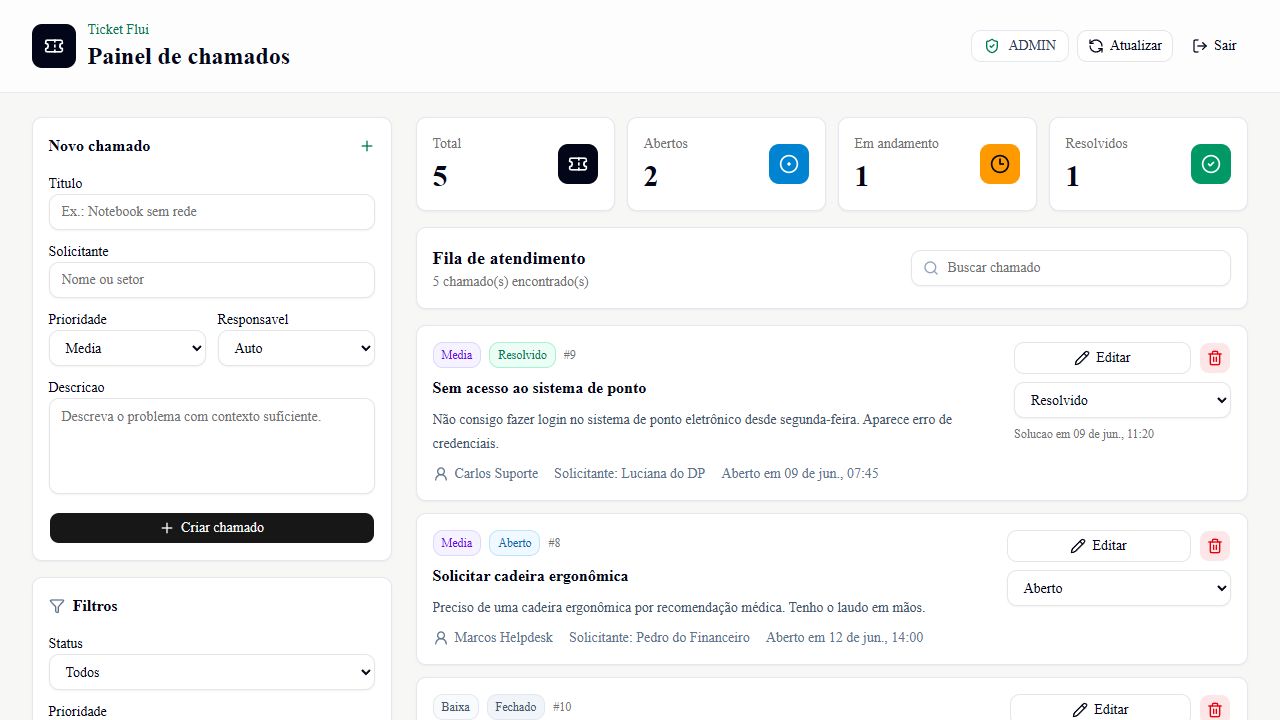 Ticket Flui
Painel de chamados
ADMIN
Atualizar
Sair
Novo chamado
Titulo
Ex.: Notebook sem rede
Solicitante
Nome ou setor
Prioridade
Responsavel
Media
Auto
Descricao
Descreva o problema com contexto suficiente.
Criar chamado
Filtros
Status
Todos
Prioridade
Total
5
Abertos
2
Em andamento
1
Resolvidos
1
Fila de atendimento
5 chamado(s) encontrado(s)
Buscar chamado
Media Resolvido #9
Sem acesso ao sistema de ponto
Não consigo fazer login no sistema de ponto eletrônico desde segunda-feira. Aparece erro de
credenciais.
Carlos Suporte Solicitante: Luciana do DP Aberto em 09 de jun., 07:45
Editar
Resolvido
Solucao em 09 de jun., 11:20
Media Aberto #8
Solicitar cadeira ergonômica
Preciso de uma cadeira ergonômica por recomendação médica. Tenho o laudo em mãos.
Marcos Helpdesk Solicitante: Pedro do Financeiro Aberto em 12 de jun., 14:00
Editar
Aberto
Baixa Fechado #10
Editar